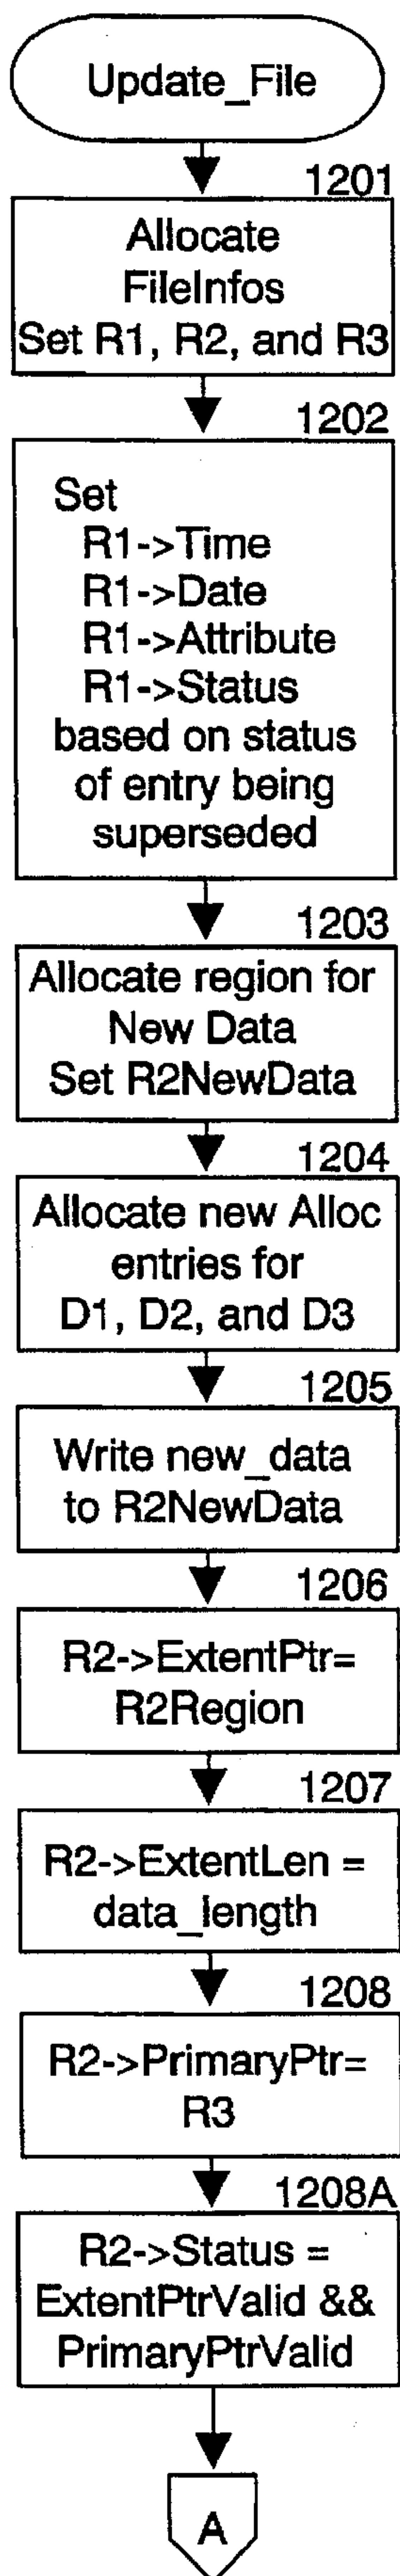 Update_File
1201
Allocate
FileInfos
Set R1, R2, and R3
1202
Set
R1->Time
R1->Date
R1->Attribute
R1->Status
based on status
of entry being
superseded
1203
Allocate region for
New Data
Set R2NewData
1204
Allocate new Alloc
entries for
D1, D2, and D3
1205
Write new_data
to R2NewData
1206
R2->ExtentPtr=
R2Region
1207
R2->ExtentLen =
data_length
1208
R2->PrimaryPtr=
R3
1208A
R2->Status =
ExtentPtrValid &&
PrimaryPtrValid
A